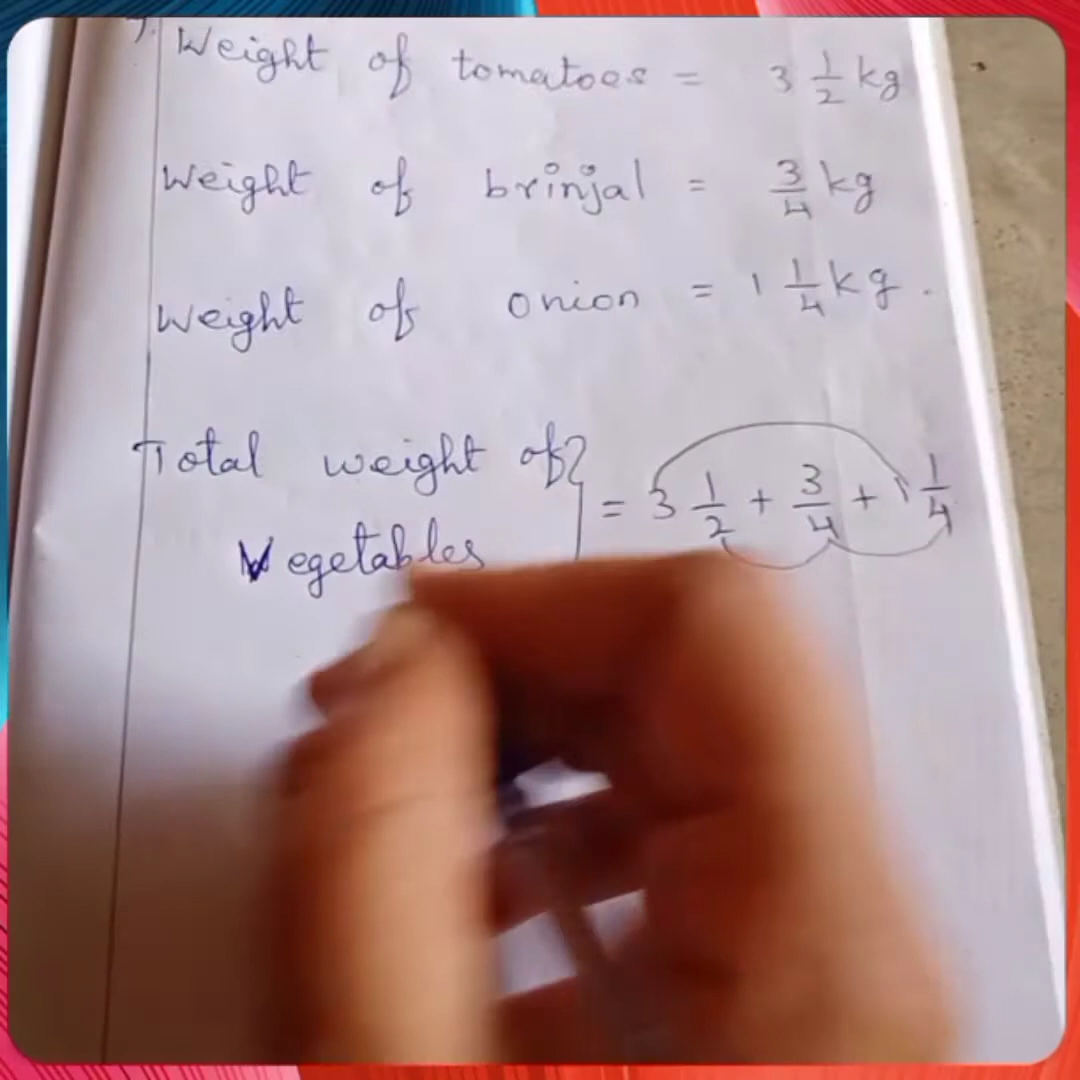 7. Weight of tomatoes = 3 1/2 kg
Weight of brinjal = 3/4 kg
Weight of onion = 1 1/4 kg.
Total weight of } = 3 1/2 + 3/4 + 1 1/4
Vegetables